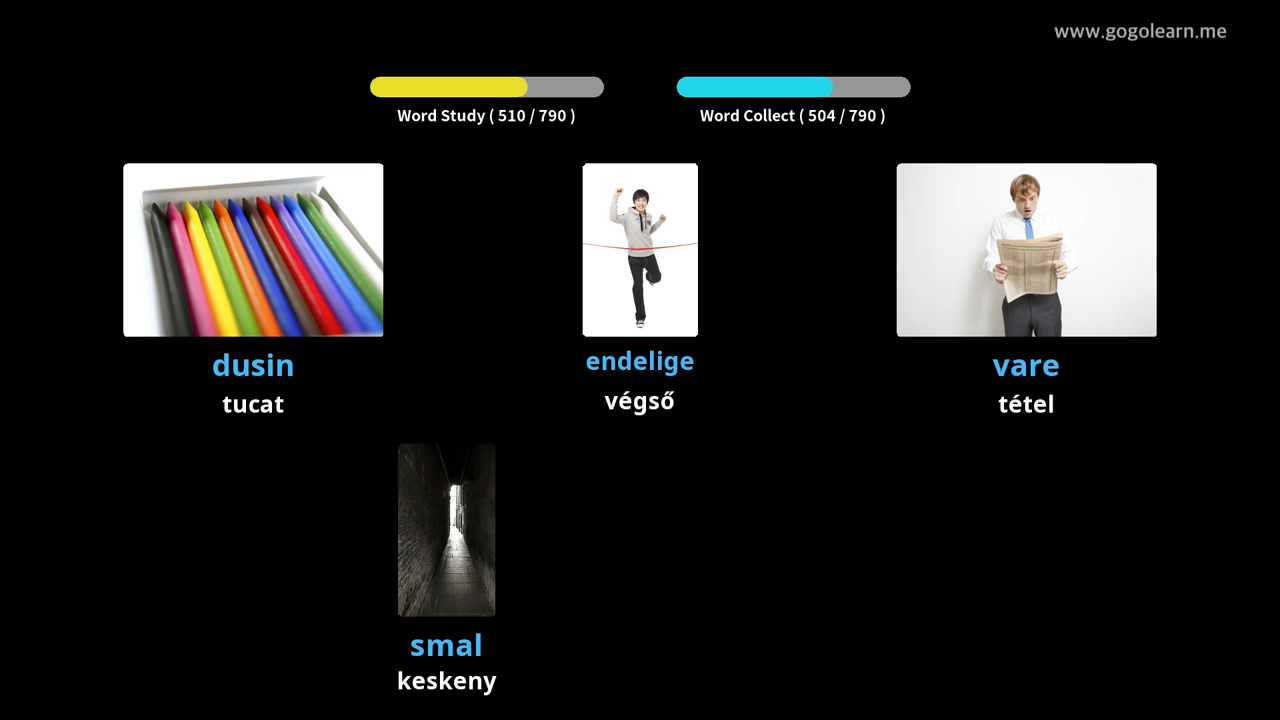 www.gogolearn.me
Word Study ( 510 / 790 )
Word Collect ( 504 / 790 )
dusin
tucat
endelige
végső
vare
tétel
smal
keskeny